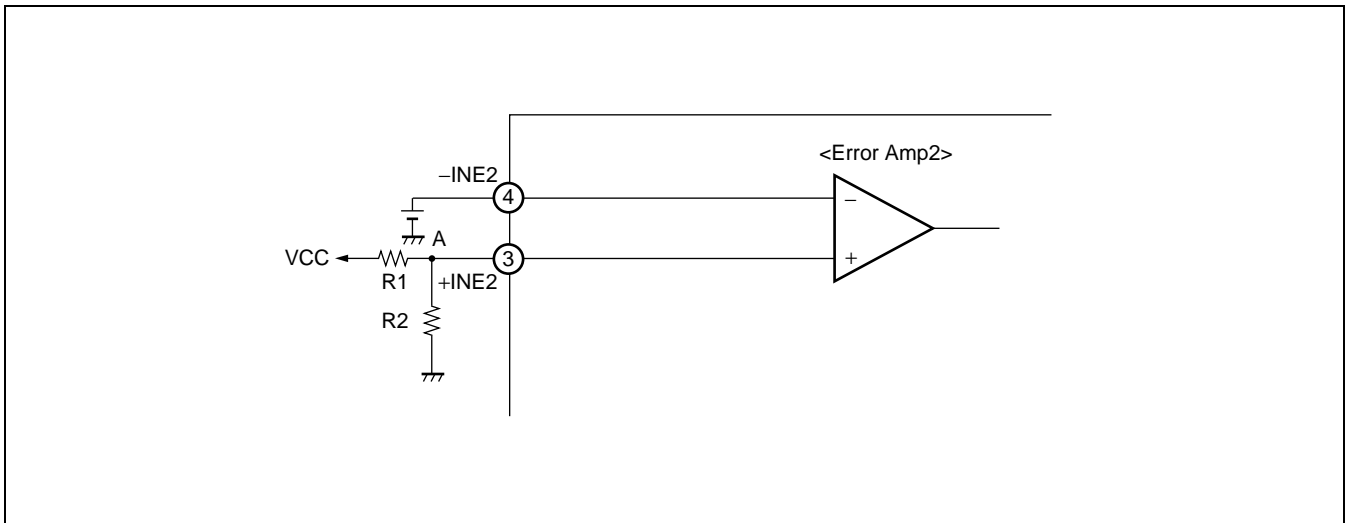 <Error Amp2>
−INE2
4
−
A
VCC
3
+
R1
+INE2
R2